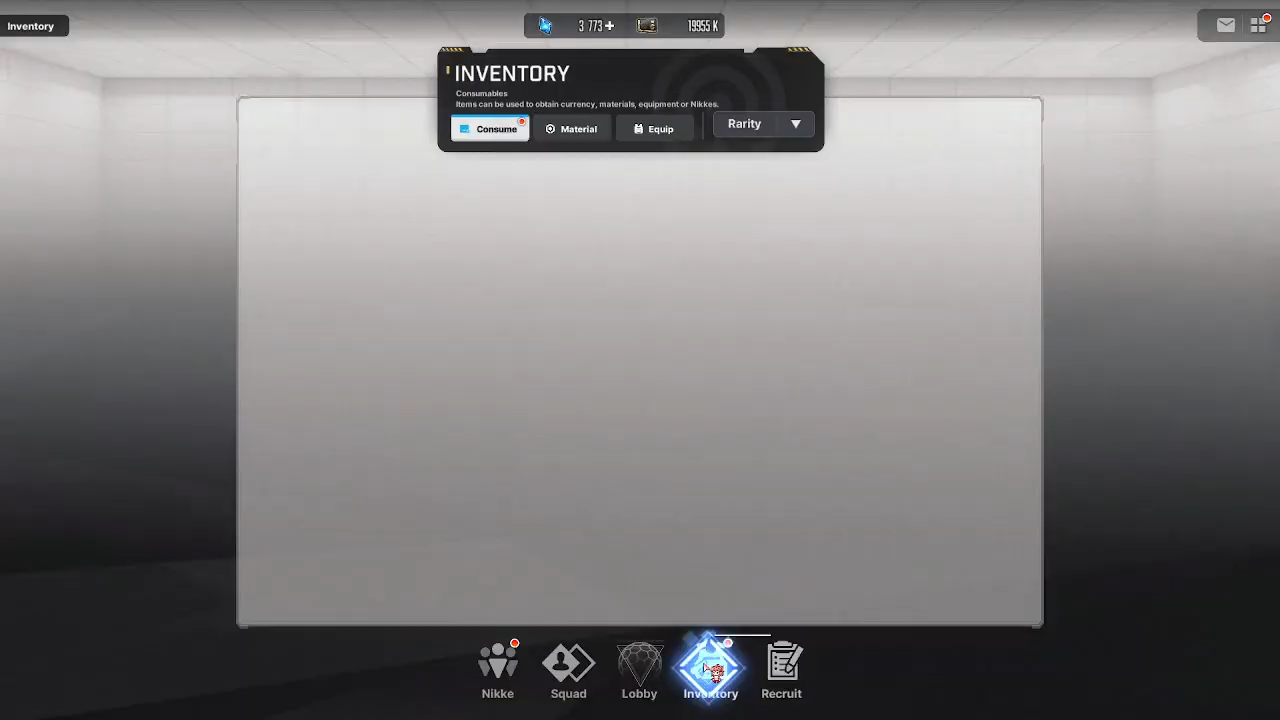 Inventory
3 773
19955 K
INVENTORY
Consumables
Items can be used to obtain currency, materials, equipment or Nikkes.
Consume
Material
Equip
Rarity
Nikke
Squad
Lobby
Inventory
Recruit